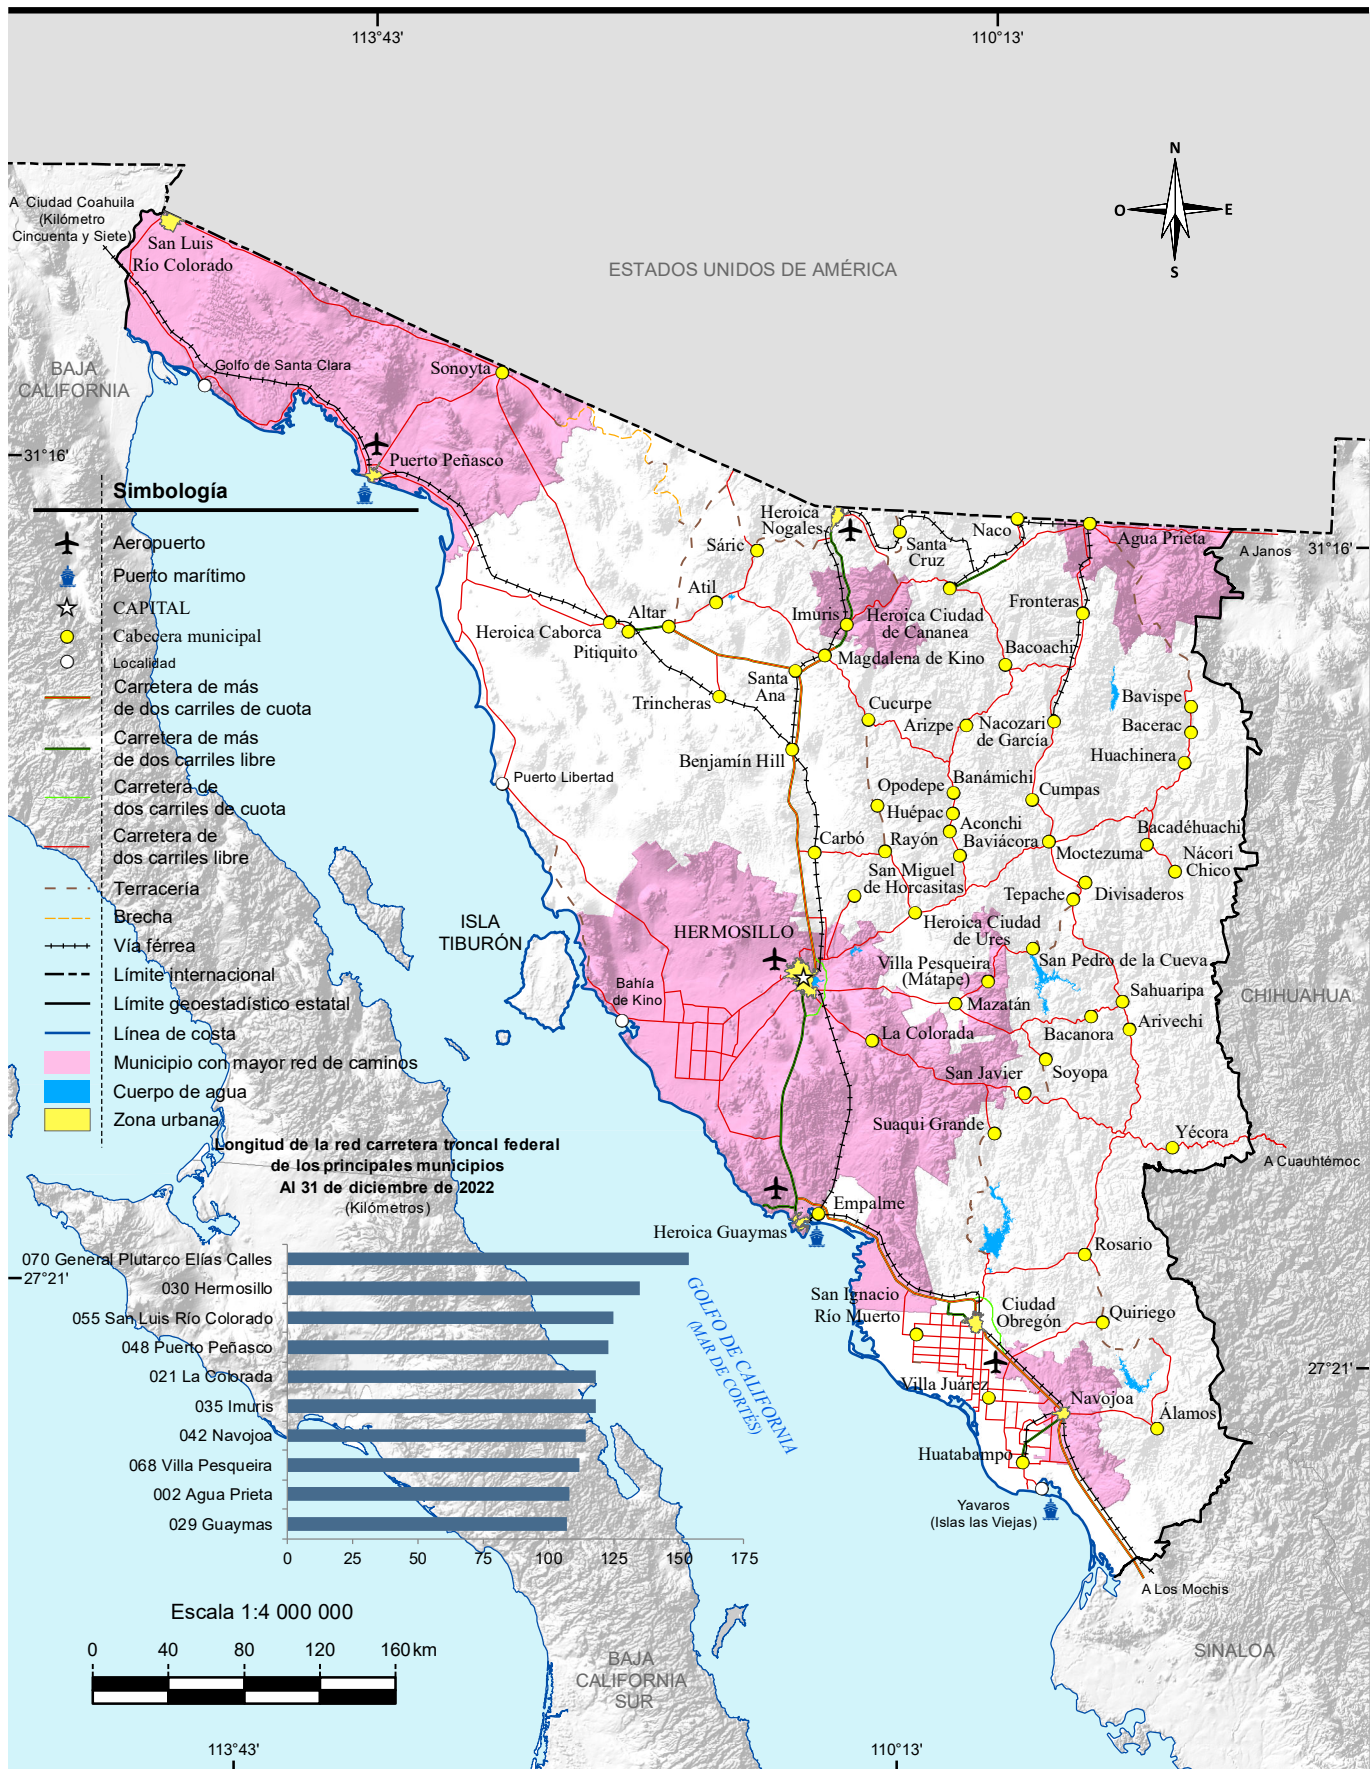 113°43'
110°13'
N
O
E
S
A Ciudad Coahuila
(Kilómetro
Cincuenta y Siete)
San Luis
Río Colorado
ESTADOS UNIDOS DE AMÉRICA
BAJA
CALIFORNIA
Golfo de Santa Clara
Sonoyta
31°16'
Puerto Peñasco
Simbología
Aeropuerto
Puerto marítimo
CAPITAL
Cabecera municipal
Localidad
Carretera de más
de dos carriles de cuota
Carretera de más
de dos carriles libre
Carretera de
dos carriles de cuota
Carretera de
dos carriles libre
Terracería
Brecha
Vía férrea
Límite internacional
Límite geoestadístico estatal
Línea de costa
Municipio con mayor red de caminos
Cuerpo de agua
Zona urbana
Heroica
Nogales
Naco
Santa
Cruz
Agua Prieta
A Janos
31°16'
Sáric
Atil
Altar
Imuris
Heroica Ciudad
de Cananea
Fronteras
Heroica Caborca
Pitiquito
Magdalena de Kino
Bacoachi
Santa
Ana
Trincheras
Cucurpe
Arizpe
Nacozari
de García
Bavispe
Bacerac
Huachinera
Benjamín Hill
Puerto Libertad
Opodepe
Banámichi
Cumpas
Huépac
Aconchi
Bacadéhuachi
Carbó
Rayón
Baviácora
Moctezuma
Nácori
Chico
San Miguel
de Horcasitas
Tepache
Divisaderos
ISLA
TIBURÓN
HERMOSILLO
Heroica Ciudad
de Ures
San Pedro de la Cueva
Villa Pesqueira
(Mátape)
Bahía
de Kino
Mazatán
Sahuaripa
CHIHUAHUA
Bacanora
Arivechi
La Colorada
San Javier
Soyopa
Suaqui Grande
Yécora
A Cuauhtémoc
Empalme
Heroica Guaymas
Rosario
San Ignacio
Río Muerto
Ciudad
Obregón
Quiriego
27°21'
Villa Juárez
Navojoa
Álamos
Huatabampo
Yavaros
(Islas las Viejas)
A Los Mochis
SINALOA
GOLFO DE CALIFORNIA
(MAR DE CORTÉS)
Longitud de la red carretera troncal federal
de los principales municipios
Al 31 de diciembre de 2022
(Kilómetros)
070 General Plutarco Elías Calles
27°21'
030 Hermosillo
055 San Luis Río Colorado
048 Puerto Peñasco
021 La Colorada
035 Imuris
042 Navojoa
068 Villa Pesqueira
002 Agua Prieta
029 Guaymas
0 25 50 75 100 125 150 175
Escala 1:4 000 000
0 40 80 120 160 km
BAJA
CALIFORNIA
SUR
113°43'
110°13'